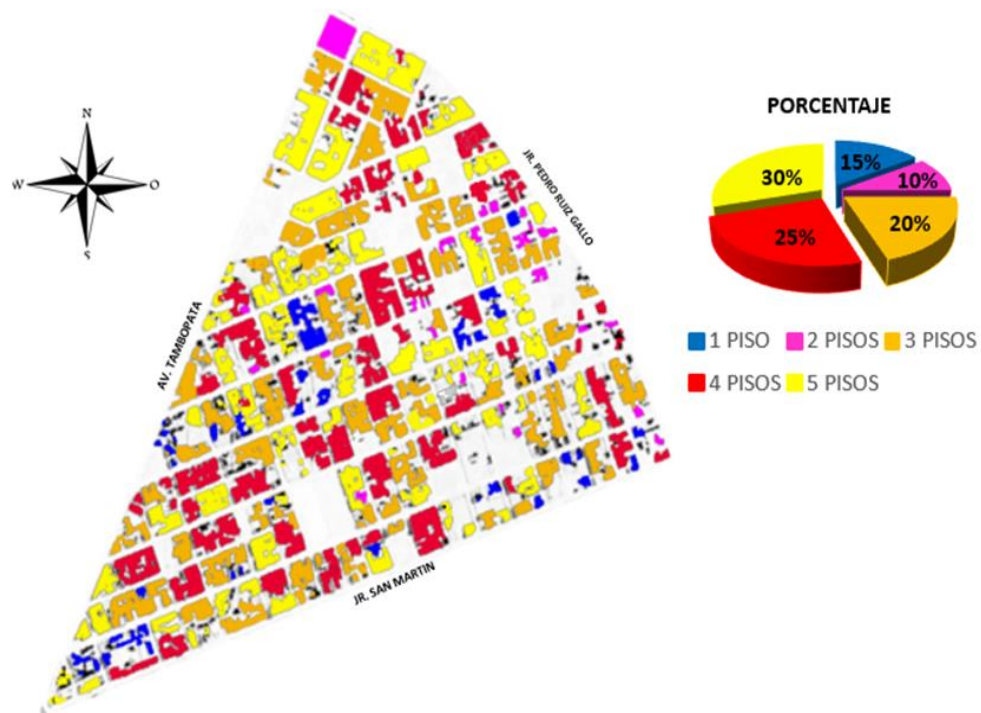 N
W
O
S
AV. TAMBOPATA
JR. PEDRO RUIZ GALLO
JR. SAN MARTIN
PORCENTAJE
15%
10%
20%
25%
30%
1 PISO 2 PISOS 3 PISOS
4 PISOS 5 PISOS